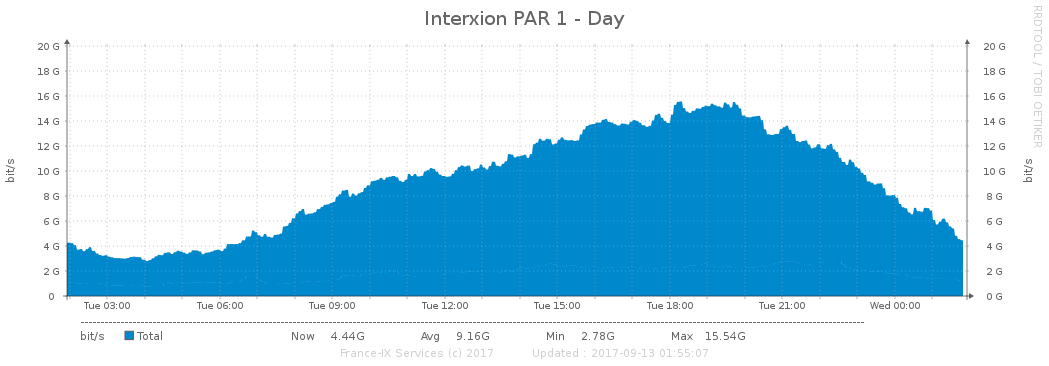 Interxion PAR 1 - Day
RRDTOOL / TOBI OETIKER
20 G 20 G
18 G 18 G
16 G 16 G
14 G 14 G
12 G 12 G
10 G 10 G
8 G 8 G
6 G 6 G
4 G 4 G
2 G 2 G
0 0 G
bit/s bit/s
Tue 03:00 Tue 06:00 Tue 09:00 Tue 12:00 Tue 15:00 Tue 18:00 Tue 21:00 Wed 00:00
bit/s Total Now 4.44G Avg 9.16G Min 2.78G Max 15.54G
France-IX Services (c) 2017 Updated : 2017-09-13 01:55:07